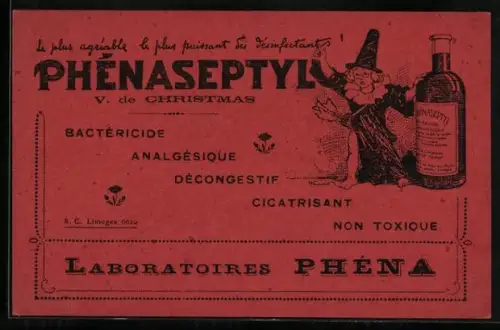 Le plus agréable le plus puissant des désinfectants !
PHÉNASEPTYL
V. de CHRISTMAS
BACTÉRICIDE
ANALGÉSIQUE
DÉCONGESTIF
CICATRISANT
NON TOXIQUE
R. C. Limoges
LABORATOIRES PHÉNA